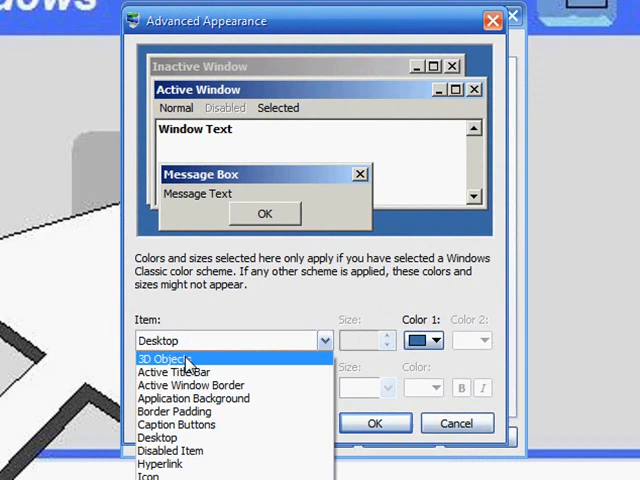 Advanced Appearance
Inactive Window
Active Window
Normal Disabled Selected
Window Text
Message Box
Message Text
OK
Colors and sizes selected here only apply if you have selected a Windows
Classic color scheme. If any other scheme is applied, these colors and
sizes might not appear.
Item: Size: Color 1: Color 2:
Desktop
Size: Color:
B I
3D Objects
Active Title Bar
Active Window Border
Application Background
Border Padding
Caption Buttons
Desktop
Disabled Item
Hyperlink
Icon
OK Cancel